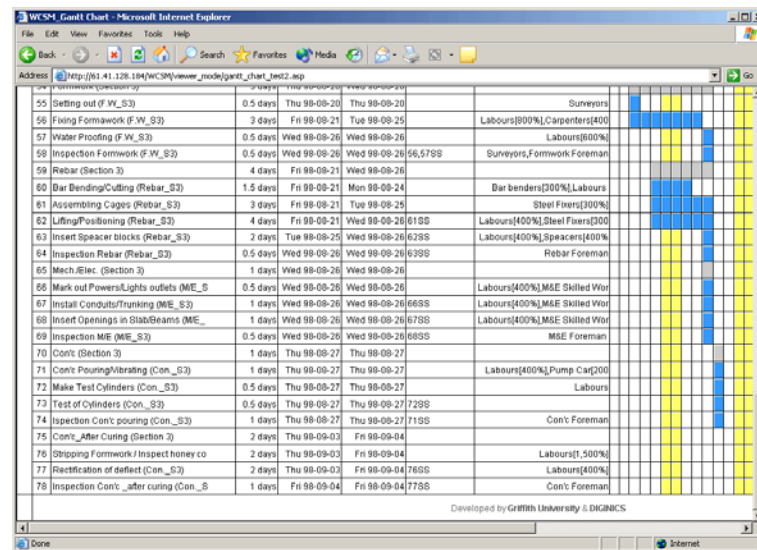 WCSM_Gantt Chart - Microsoft Internet Explorer
File Edit View Favorites Tools Help
Back Search Favorites Media
Address http://61.41.128.184/WCSM/viewer_mode/gantt_chart_test2.asp Go
55 Setting out (F.W_S3) 0.5 days Thu 98-08-20 Thu 98-08-20 Surveyors
56 Fixing Formawork (F.W_S3) 3 days Fri 98-08-21 Tue 98-08-25 Labours[800%],Carpenters[400
57 Water Proofing (F.W_S3) 0.5 days Wed 98-08-26 Wed 98-08-26 Labours[600%]
58 Inspection Formwork (F.W_S3) 0.5 days Wed 98-08-26 Wed 98-08-26 56,57SS Surveyors,Formwork Foreman
59 Rebar (Section 3) 4 days Fri 98-08-21 Wed 98-08-26
60 Bar Bending/Cutting (Rebar_S3) 1.5 days Fri 98-08-21 Mon 98-08-24 Bar benders[300%],Labours
61 Assembling Cages (Rebar_S3) 3 days Fri 98-08-21 Tue 98-08-25 Steel Fixers[300%]
62 Lifting/Positioning (Rebar_S3) 4 days Fri 98-08-21 Wed 98-08-26 61SS Labours[400%],Steel Fixers[300
63 Insert Speacer blocks (Rebar_S3) 2 days Tue 98-08-25 Wed 98-08-26 62SS Labours[400%],Speacers[400%
64 Inspection Rebar (Rebar_S3) 0.5 days Wed 98-08-26 Wed 98-08-26 63SS Rebar Foreman
65 Mech./Elec. (Section 3) 1 days Wed 98-08-26 Wed 98-08-26
66 Mark out Powers/Lights outlets (M/E_S 0.5 days Wed 98-08-26 Wed 98-08-26 Labours[400%],M&E Skilled Wor
67 Install Conduits/Trunking (M/E_S3) 1 days Wed 98-08-26 Wed 98-08-26 66SS Labours[400%],M&E Skilled Wor
68 Insert Openings in Slab/Beams (M/E_ 0.5 days Wed 98-08-26 Wed 98-08-26 67SS Labours[400%],M&E Skilled Wor
69 Inspection M/E (M/E_S3) 0.5 days Wed 98-08-26 Wed 98-08-26 68SS M&E Foreman
70 Con'c (Section 3) 1 days Thu 98-08-27 Thu 98-08-27
71 Con'c Pouring/Vibrating (Con._S3) 1 days Thu 98-08-27 Thu 98-08-27 Labours[400%],Pump Car[200
72 Make Test Cylinders (Con._S3) 0.5 days Thu 98-08-27 Thu 98-08-27 Labours
73 Test of Cylinders (Con._S3) 0.5 days Thu 98-08-27 Thu 98-08-27 72SS
74 Ispection Con'c pouring (Con._S3) 1 days Thu 98-08-27 Thu 98-08-27 71SS Con'c Foreman
75 Con'c_After Curing (Section 3) 2 days Thu 98-09-03 Fri 98-09-04
76 Stripping Formwork / Inspect honey co 2 days Thu 98-09-03 Fri 98-09-04 Labours[1,500%]
77 Rectification of deflect (Con._S3) 2 days Thu 98-09-03 Fri 98-09-04 76SS Labours[400%]
78 Inspection Con'c _after curing (Con._S 1 days Fri 98-09-04 Fri 98-09-04 77SS Con'c Foreman
Developed by Griffith University & DIGINICS
Done Internet